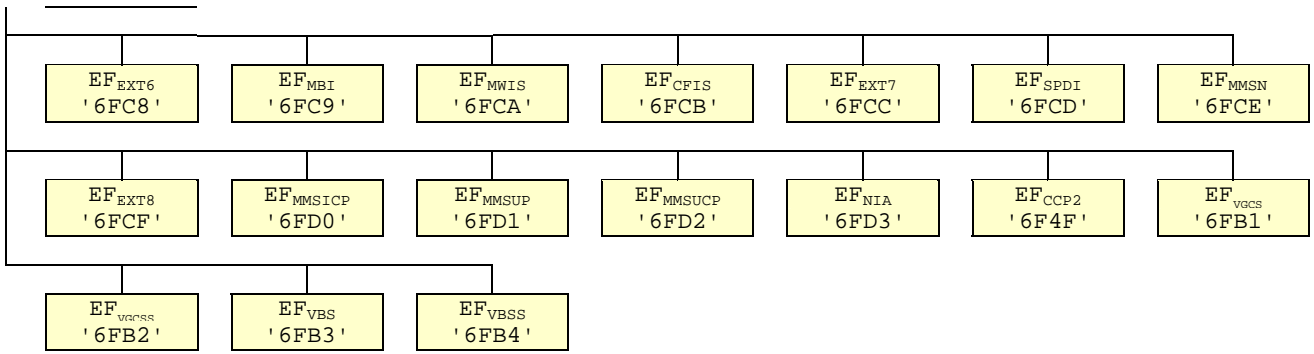 EFEXT6 EFMBI EFMWIS EFCFIS EFEXT7 EFSPDI EFMMSN
'6FC8' '6FC9' '6FCA' '6FCB' '6FCC' '6FCD' '6FCE'
EFEXT8 EFMMSICP EFMMSUP EFMMSUCP EFNIA EFCCP2 EFVGCS
'6FCF' '6FD0' '6FD1' '6FD2' '6FD3' '6F4F' '6FB1'
EFVGCSS EFVBS EFVBSS
'6FB2' '6FB3' '6FB4'